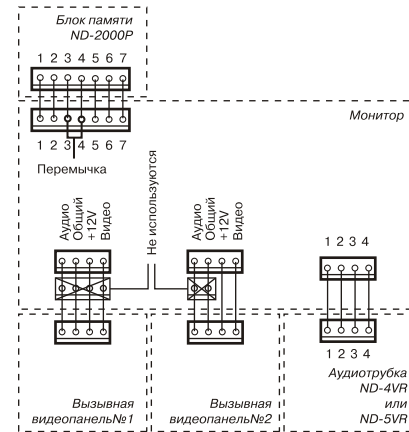 Блок памяти
ND-2000P
1 2 3 4 5 6 7
Монитор
1 2 3 4 5 6 7
Перемычка
Аудио
Общий
+12V
Видео
Не используются
Аудио
Общий
+12V
Видео
1 2 3 4
1 2 3 4
Вызывная
видеопанель№1
Вызывная
видеопанель№2
Аудиотрубка
ND-4VR
или
ND-5VR